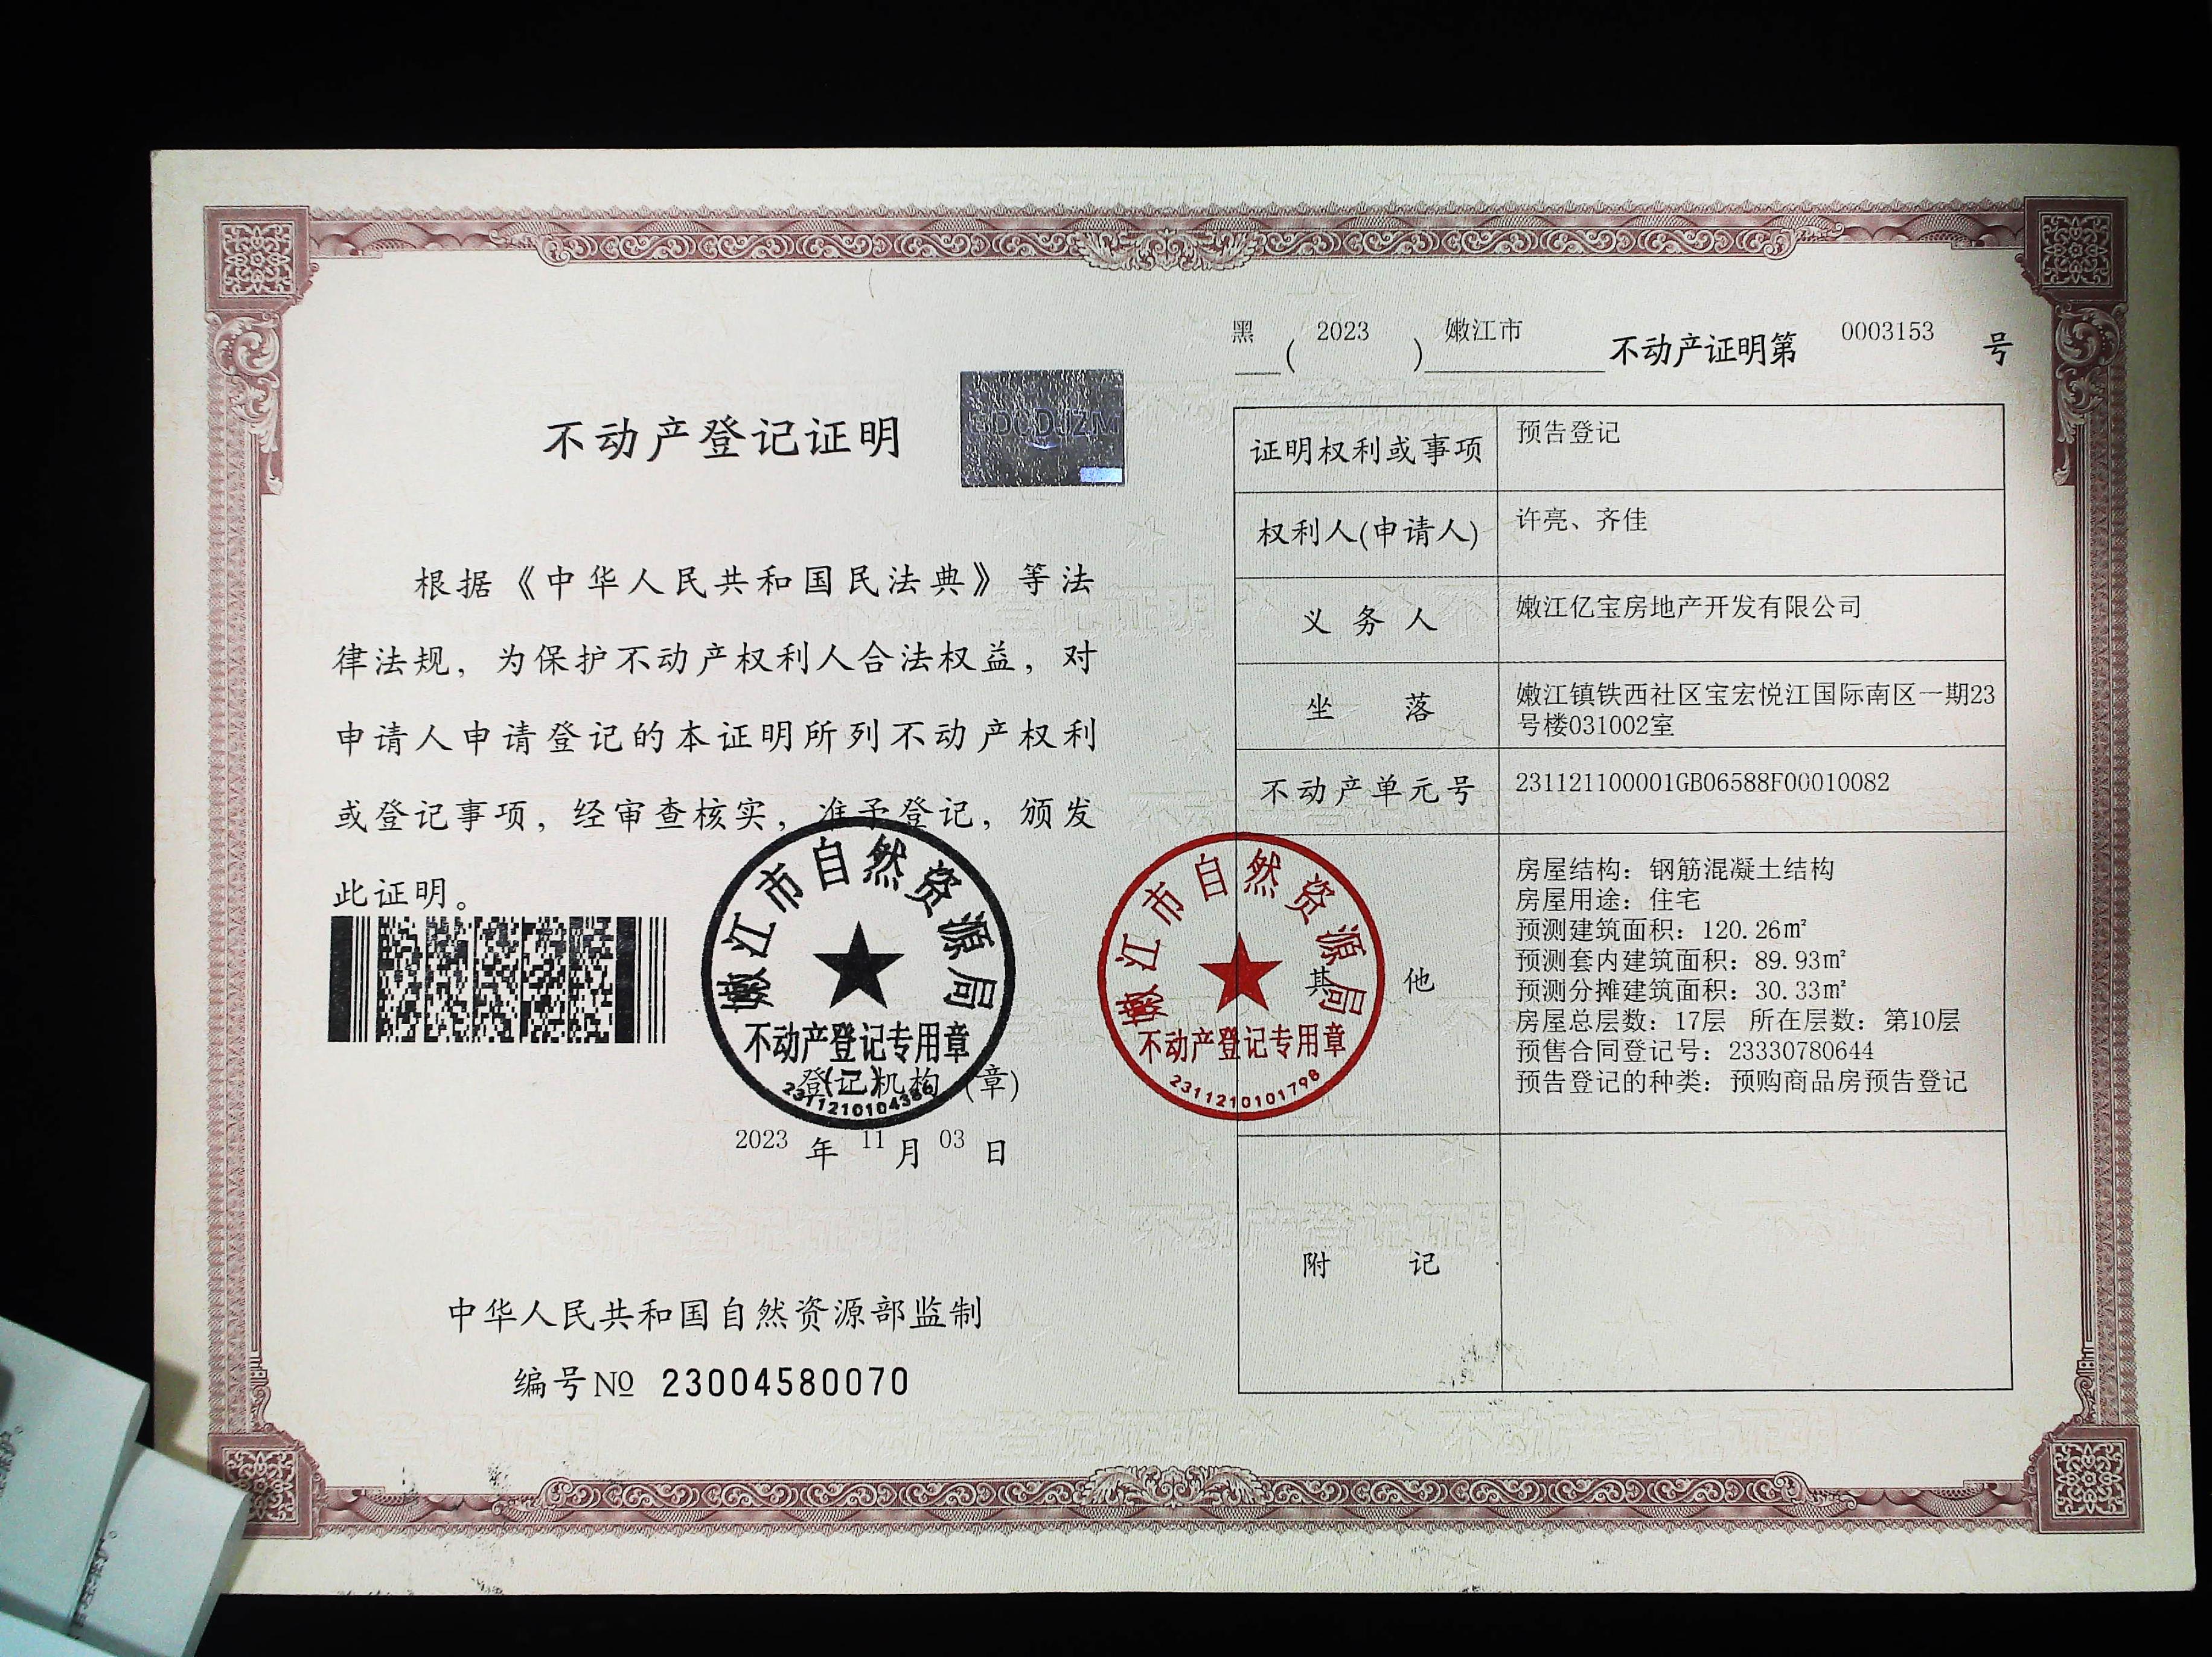 不动产登记证明
根据《中华人民共和国民法典》等法
律法规，为保护不动产权利人合法权益，对
申请人申请登记的本证明所列不动产权利
或登记事项，经审查核实，准予登记，颁发
此证明。
嫩江市自然资源局
不动产登记专用章
(二)
登记机构（章）
2023 年 11 月 03 日
中华人民共和国自然资源部监制
编号№ 23004580070
黑 ( 2023 ) 嫩江市 不动产证明第 0003153 号
证明权利或事项 预告登记
权利人(申请人) 许亮、齐佳
义务人 嫩江亿宝房地产开发有限公司
坐落 嫩江镇铁西社区宝宏悦江国际南区一期23
号楼031002室
不动产单元号 231121100001GB06588F00010082
其他
房屋结构：钢筋混凝土结构
房屋用途：住宅
预测建筑面积：120.26㎡
预测套内建筑面积：89.93㎡
预测分摊建筑面积：30.33㎡
房屋总层数：17层 所在层数：第10层
预售合同登记号：23330780644
预告登记的种类：预购商品房预告登记
嫩江市自然资源局
不动产登记专用章
2311210101798
附记